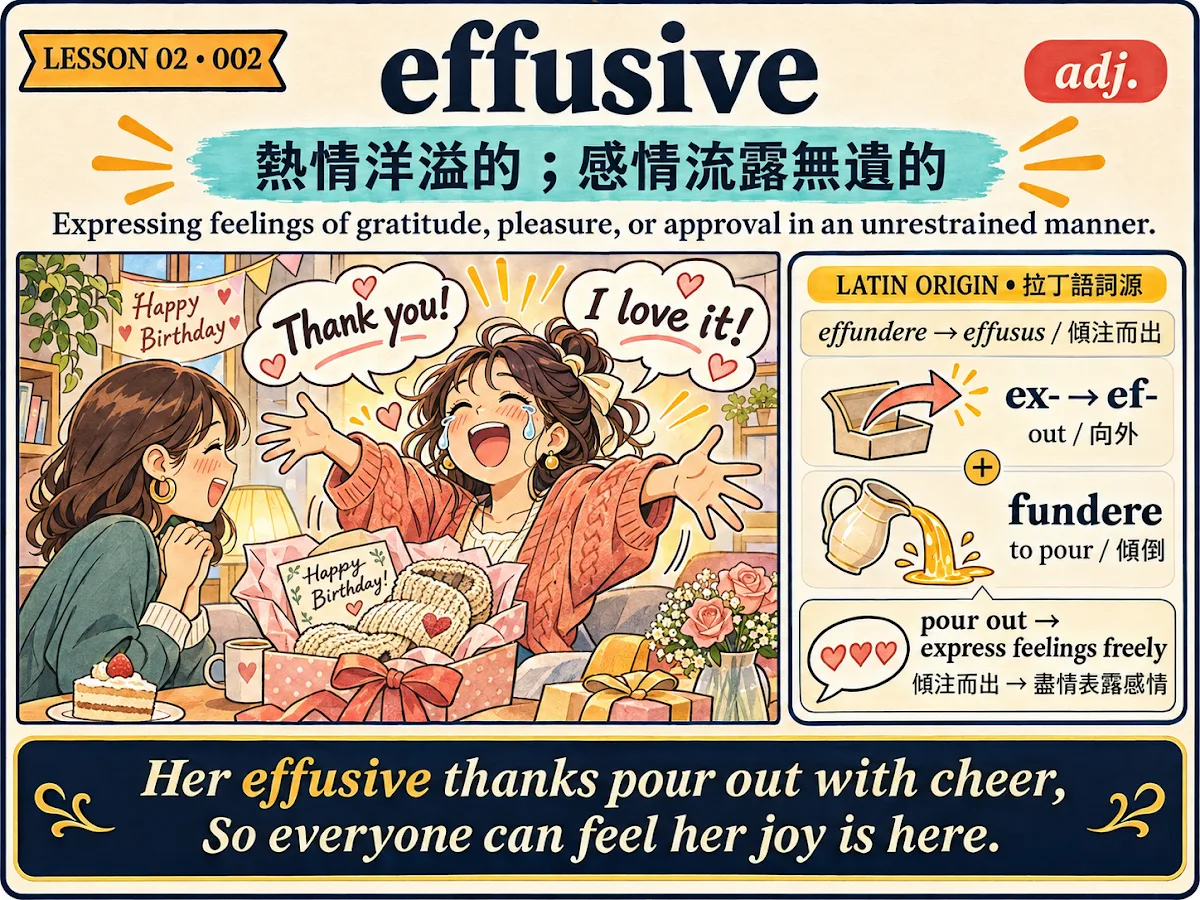 LESSON 02 • 002
effusive
adj.
熱情洋溢的；感情流露無遺的
Expressing feelings of gratitude, pleasure, or approval in an unrestrained manner.
Happy
Birthday
Thank you!
I love it!
Happy
Birthday!
LATIN ORIGIN • 拉丁語詞源
effundere → effusus / 傾注而出
ex- → ef-
out / 向外
+
fundere
to pour / 傾倒
pour out →
express feelings freely
傾注而出 → 盡情表露感情
Her effusive thanks pour out with cheer,
So everyone can feel her joy is here.